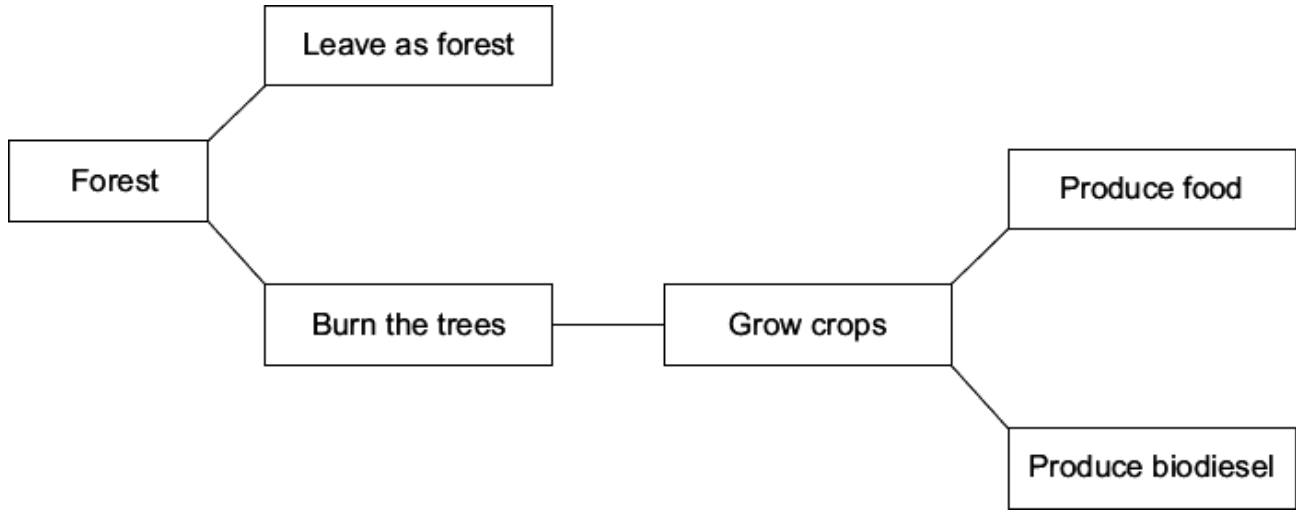 Leave as forest
Forest
Produce food
Burn the trees
Grow crops
Produce biodiesel